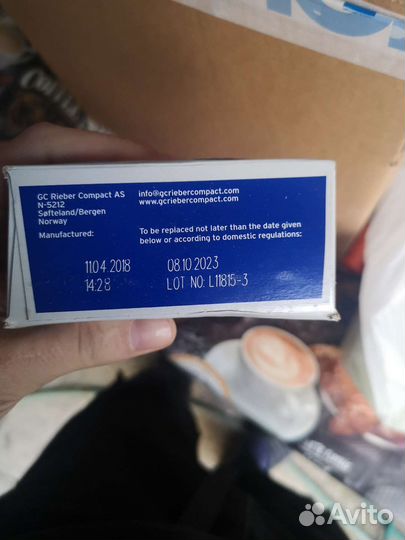 GC Rieber Compact AS
N-5212
Søfteland/Bergen
Norway
info@gcriebercompact.com
www.gcriebercompact.com
Manufactured:
To be replaced not later than the date given
below or according to domestic regulations:
11.04.2018
14:28
08.10.2023
LOT NO: L11815-3
Avito